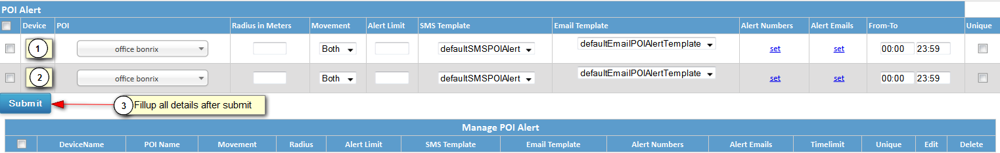 POI Alert
Device POI Radius in Meters Movement Alert Limit SMS Template Email Template Alert Numbers Alert Emails From-To Unique
1 office bonrix Both defaultSMSPOIAlert defaultEmailPOIAlertTemplate set set 00:00 23:59
2 office bonrix Both defaultSMSPOIAlert defaultEmailPOIAlertTemplate set set 00:00 23:59
Submit 3 Fillup all details after submit
Manage POI Alert
DeviceName POI Name Movement Radius Alert Limit SMS Template Email Template Alert Numbers Alert Emails Timelimit Unique Edit Delete